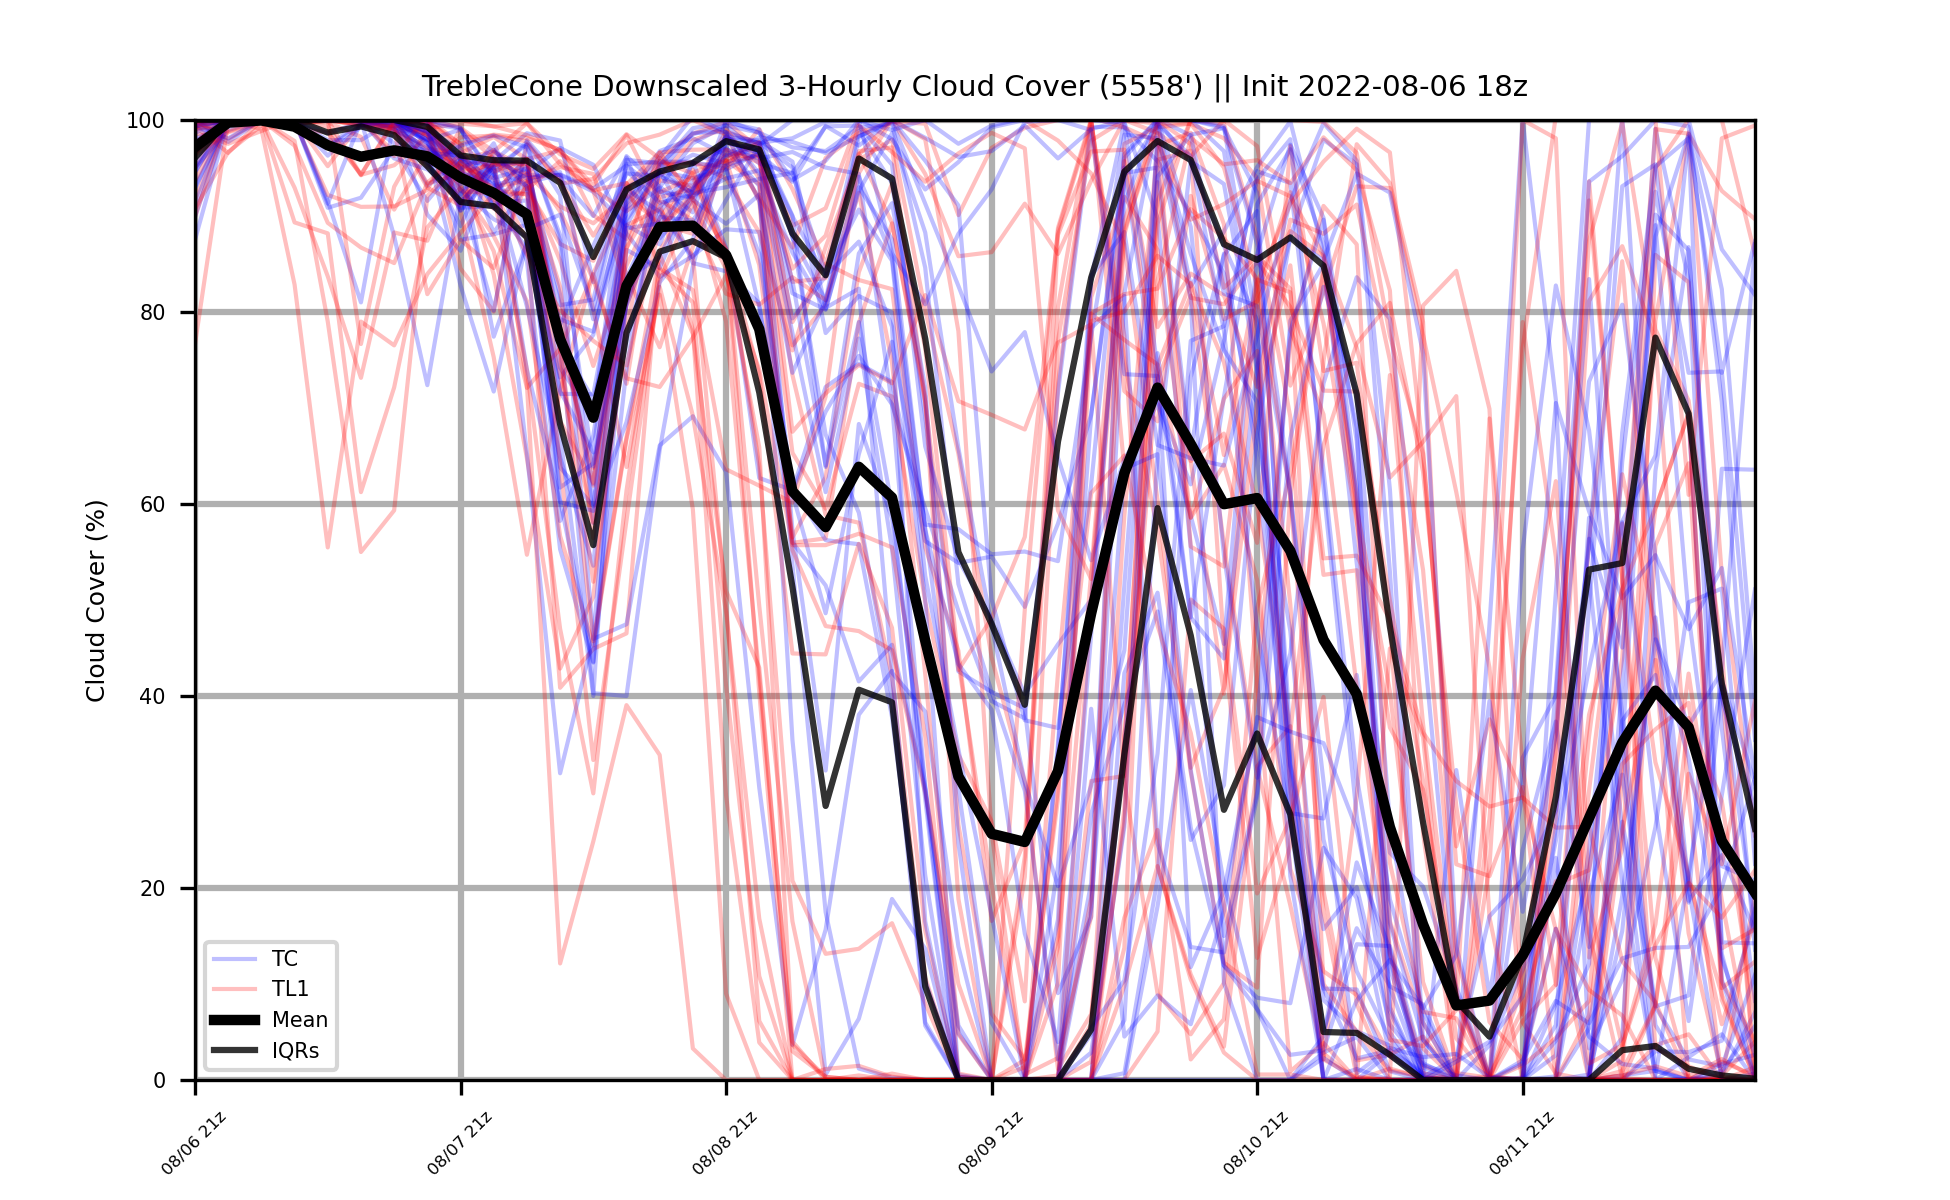 TrebleCone Downscaled 3-Hourly Cloud Cover (5558') || Init 2022-08-06 18z
Cloud Cover (%)
100
80
60
40
20
0
TC
TL1
Mean
IQRs
08/06 21z
08/07 21z
08/08 21z
08/09 21z
08/10 21z
08/11 21z